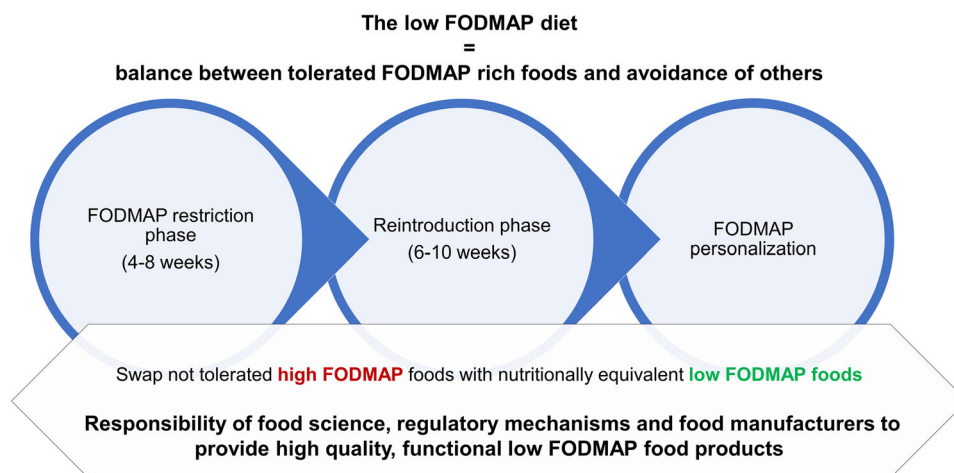 The low FODMAP diet
=
balance between tolerated FODMAP rich foods and avoidance of others
FODMAP restriction
phase
(4-8 weeks)
Reintroduction phase
(6-10 weeks)
FODMAP
personalization
Swap not tolerated high FODMAP foods with nutritionally equivalent low FODMAP foods
Responsibility of food science, regulatory mechanisms and food manufacturers to
provide high quality, functional low FODMAP food products